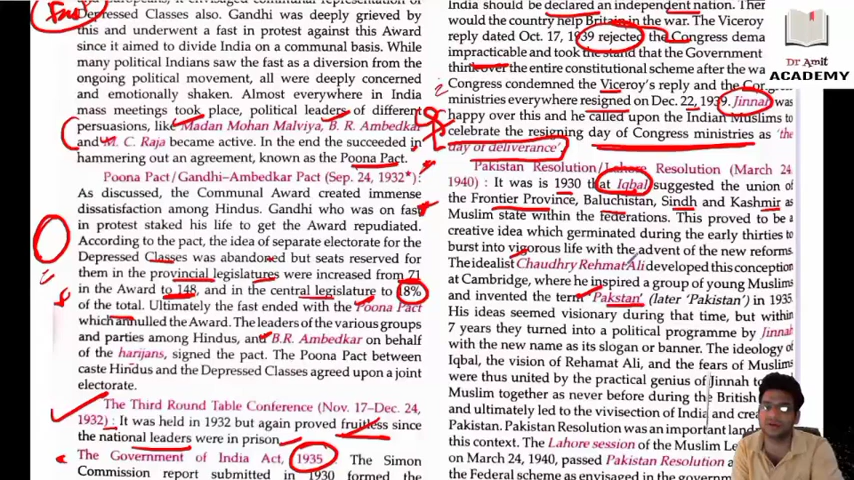 Depressed Classes also. Gandhi was deeply grieved by
this and underwent a fast in protest against this Award
since it aimed to divide India on a communal basis. While
many political Indians saw the fast as a diversion from the
ongoing political movement, all were deeply concerned
and emotionally shaken. Almost everywhere in India
mass meetings took place, political leaders of different
persuasions, like Madan Mohan Malviya, B. R. Ambedkar
and M. C. Raja became active. In the end the succeeded in
hammering out an agreement, known as the Poona Pact.
Poona Pact/Gandhi–Ambedkar Pact (Sep. 24, 1932*) :
As discussed, the Communal Award created immense
dissatisfaction among Hindus. Gandhi who was on fast
in protest staked his life to get the Award repudiated.
According to the pact, the idea of separate electorate for the
Depressed Classes was abandoned but seats reserved for
them in the provincial legislatures were increased from 71
in the Award to 148, and in the central legislature to 18%
of the total. Ultimately the fast ended with the Poona Pact
which annulled the Award. The leaders of the various groups
and parties among Hindus, and B.R. Ambedkar on behalf
of the harijans, signed the pact. The Poona Pact between
caste Hindus and the Depressed Classes agreed upon a joint
electorate.
The Third Round Table Conference (Nov. 17–Dec. 24,
1932) : It was held in 1932 but again proved fruitless since
the national leaders were in prison.
The Government of India Act, 1935 : The Simon
Commission report submitted in 1930 formed the
India should be declared an independent nation.
would the country help Britain in the war. The Viceroy
reply dated Oct. 17, 1939 rejected the Congress dema
impracticable and took the stand that the Government
think over the entire constitutional scheme after the wa
Congress condemned the Viceroy's reply and the
ministries everywhere resigned on Dec. 22, 1939. Jinnah was
happy over this and he called upon the Indian Muslims to
celebrate the resigning day of Congress ministries as 'the
day of deliverance'.
Pakistan Resolution/Lahore Resolution (March 24
1940) : It was is 1930 that Iqbal suggested the union of
the Frontier Province, Baluchistan, Sindh and Kashmir as
Muslim state within the federations. This proved to be a
creative idea which germinated during the early thirties to
burst into vigorous life with the advent of the new reforms.
The idealist Chaudhry Rehmat Ali developed this conception
at Cambridge, where he inspired a group of young Muslims
and invented the term 'Pakstan' (later 'Pakistan') in 1935.
His ideas seemed visionary during that time, but within
7 years they turned into a political programme by Jinnah
with the new name as its slogan or banner. The ideology of
Iqbal, the vision of Rehamat Ali, and the fears of Muslims
were thus united by the practical genius of Jinnah to
Muslim together as never before during the British
and ultimately led to the vivisection of India and crea
Pakistan. Pakistan Resolution was an important
this context. The Lahore session of the Muslim Le
on March 24, 1940, passed Pakistan Resolution a
the Federal scheme as envisaged in the
Dr Amit
ACADEMY